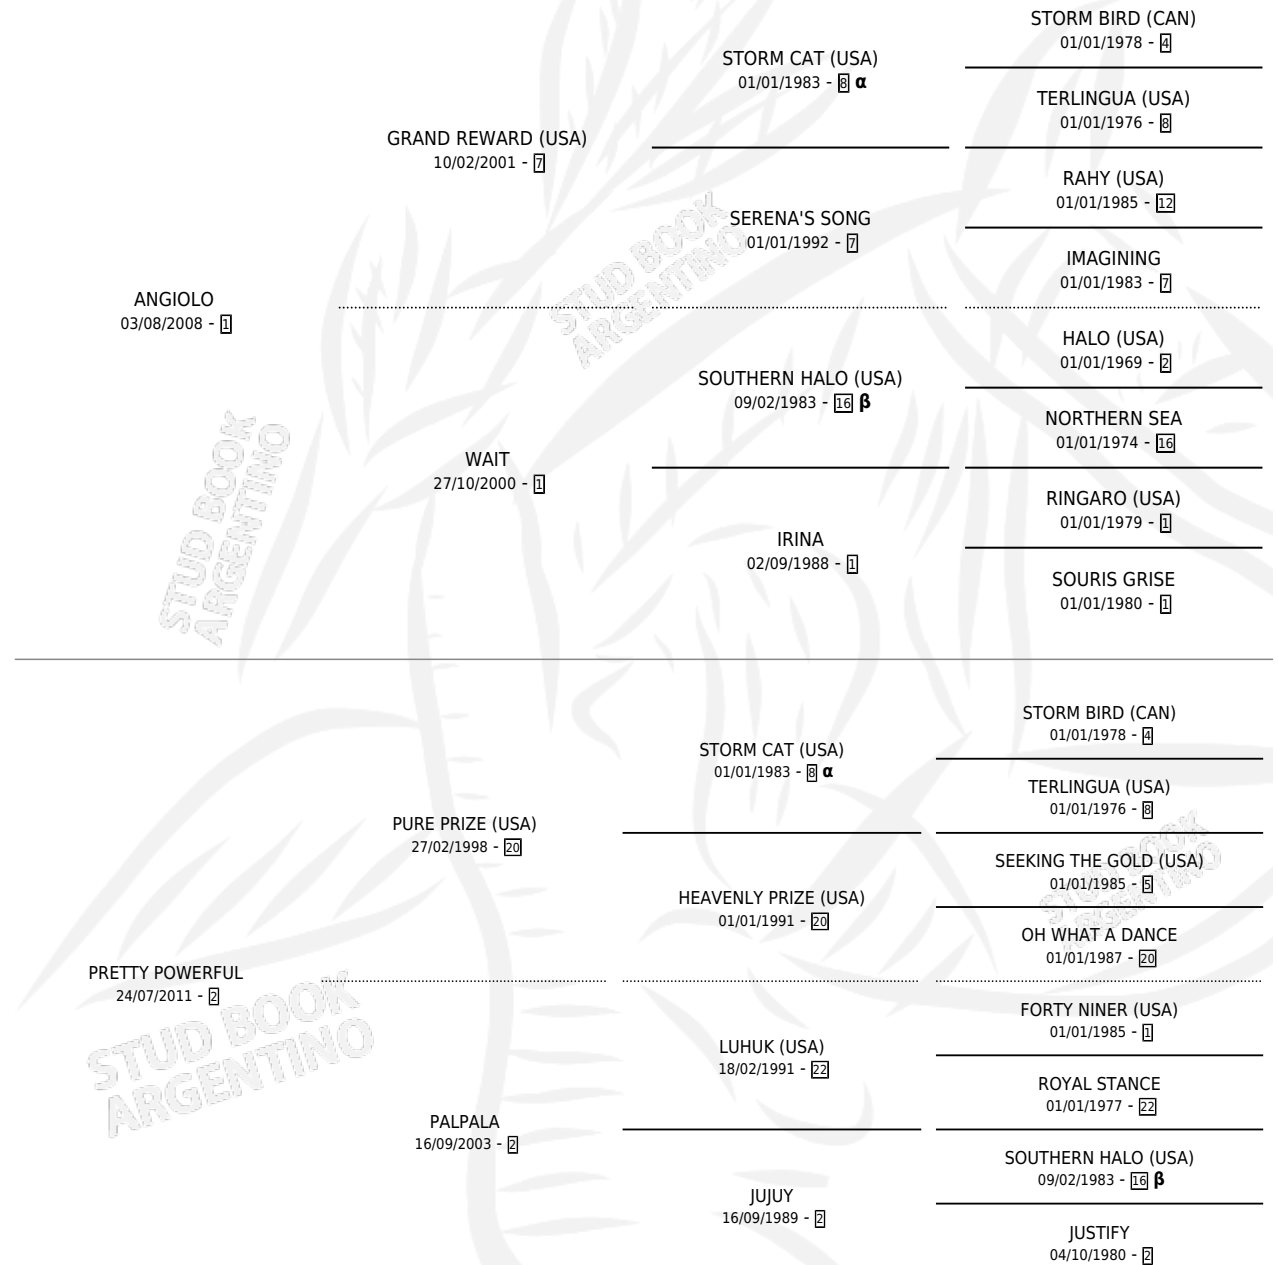 STORM BIRD (CAN)
01/01/1978 - 4
STORM CAT (USA)
01/01/1983 - 8 α
TERLINGUA (USA)
01/01/1976 - 8
GRAND REWARD (USA)
10/02/2001 - 7
RAHY (USA)
01/01/1985 - 12
SERENA'S SONG
01/01/1992 - 7
IMAGINING
01/01/1983 - 7
ANGIOLO
03/08/2008 - 1
HALO (USA)
01/01/1969 - 2
SOUTHERN HALO (USA)
09/02/1983 - 16 β
NORTHERN SEA
01/01/1974 - 16
WAIT
27/10/2000 - 1
RINGARO (USA)
01/01/1979 - 1
IRINA
02/09/1988 - 1
SOURIS GRISE
01/01/1980 - 1
STORM BIRD (CAN)
01/01/1978 - 4
STORM CAT (USA)
01/01/1983 - 8 α
TERLINGUA (USA)
01/01/1976 - 8
PURE PRIZE (USA)
27/02/1998 - 20
SEEKING THE GOLD (USA)
01/01/1985 - 5
HEAVENLY PRIZE (USA)
01/01/1991 - 20
OH WHAT A DANCE
01/01/1987 - 20
PRETTY POWERFUL
24/07/2011 - 2
FORTY NINER (USA)
01/01/1985 - 1
LUHUK (USA)
18/02/1991 - 22
ROYAL STANCE
01/01/1977 - 22
PALPALA
16/09/2003 - 2
SOUTHERN HALO (USA)
09/02/1983 - 16 β
JUJUY
16/09/1989 - 2
JUSTIFY
04/10/1980 - 2
STUD BOOK
ARGENTINO
STUD BOOK
ARGENTINO
STUD BOOK
ARGENTINO
STUD BOOK
ARGENTINO